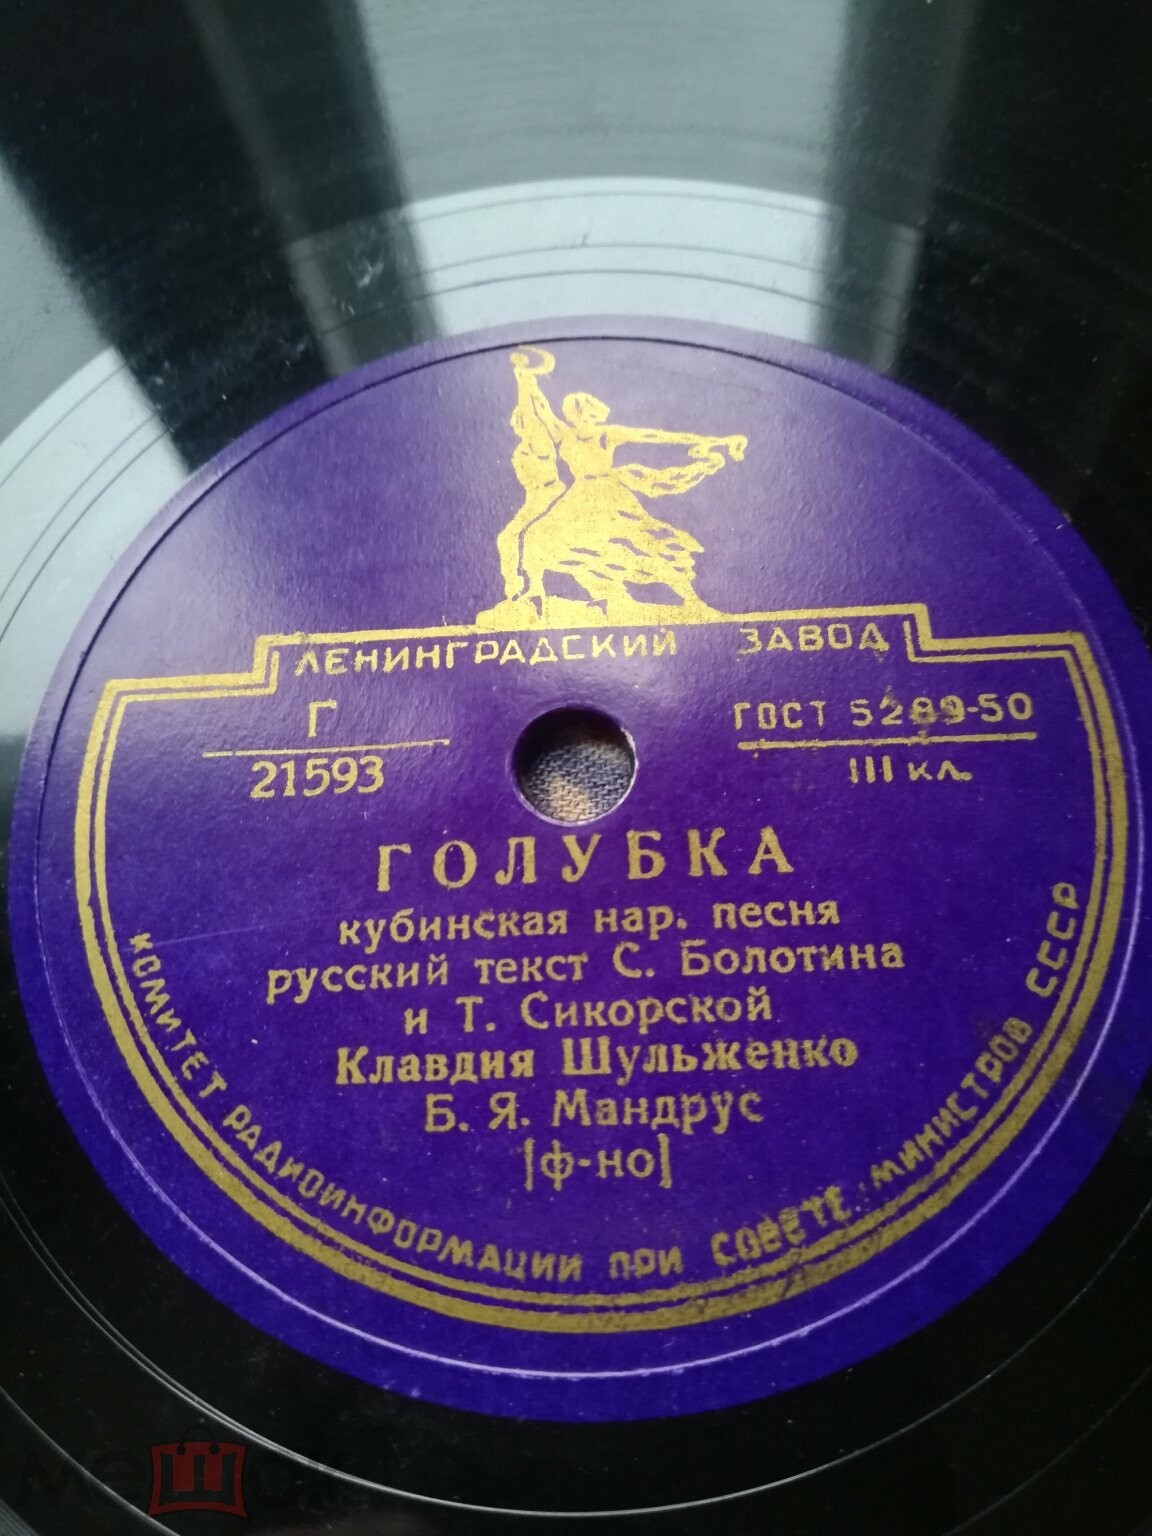 ЛЕНИНГРАДСКИЙ ЗАВОД
Г
21593
ГОСТ 5289-50
III кл.
ГОЛУБКА
кубинская нар. песня
русский текст С. Болотина
и Т. Сикорской
Клавдия Шульженко
Б. Я. Мандрус
[ф-но]
КОМИТЕТ РАДИОИНФОРМАЦИИ ПРИ СОВЕТЕ МИНИСТРОВ СССР